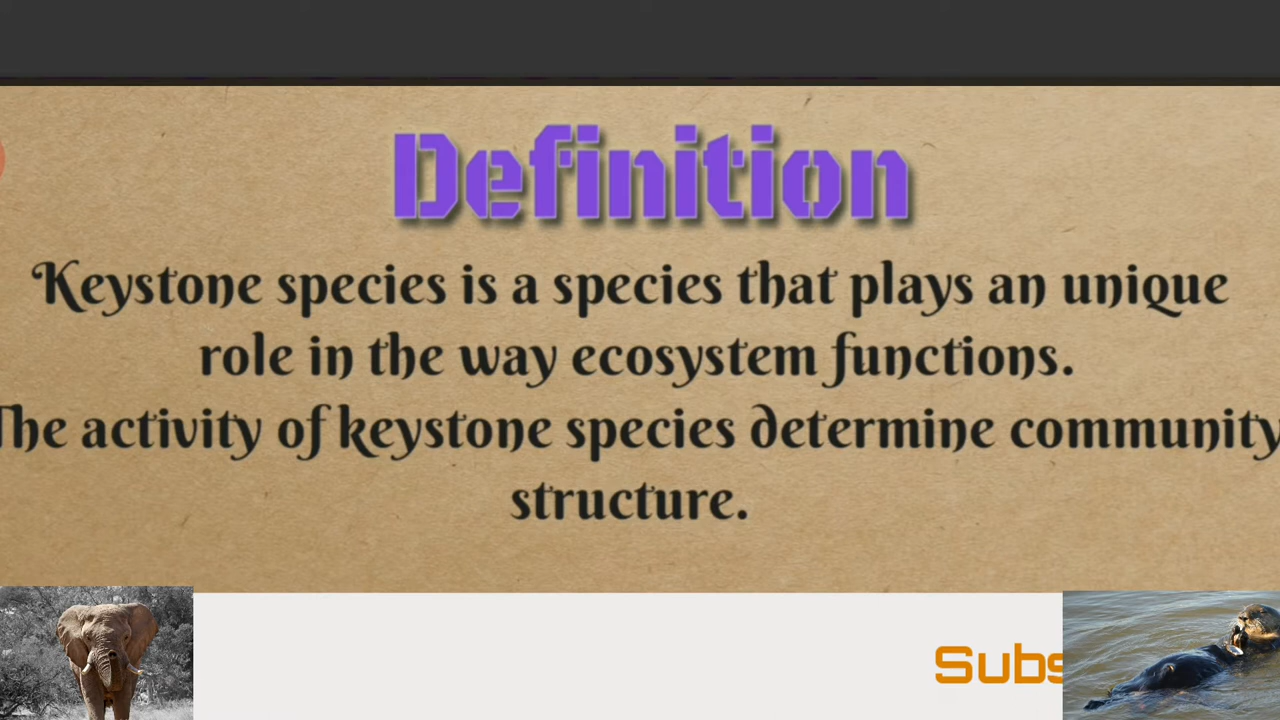 Definition
Keystone species is a species that plays an unique
role in the way ecosystem functions.
The activity of keystone species determine community
structure.
Subs